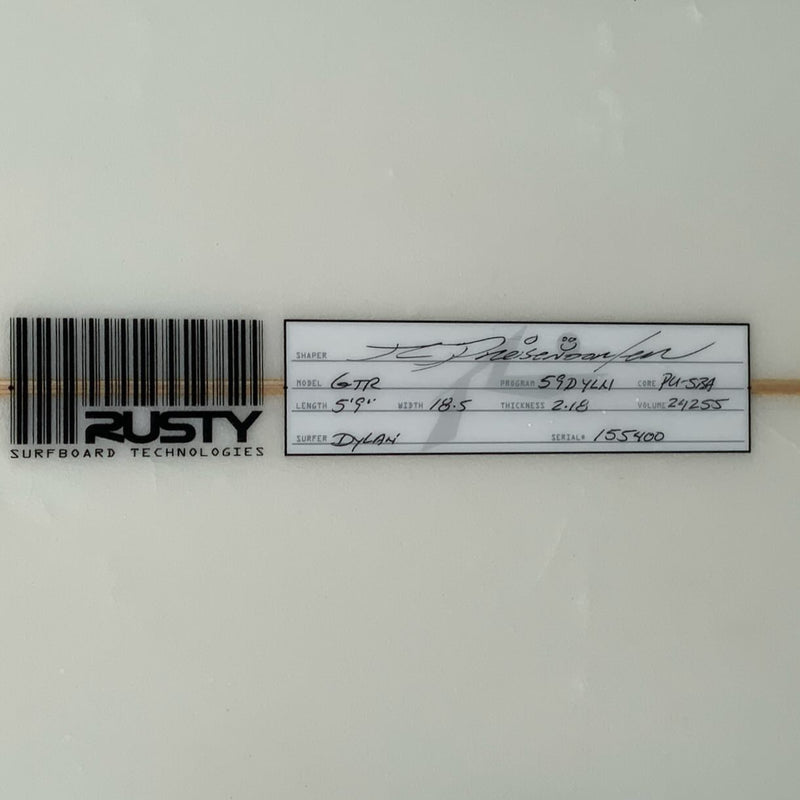 RUSTY
SURFBOARD TECHNOLOGIES
SHAPER
MODEL GTR PROGRAM 59DYLN CORE PU-SBA
LENGTH 5'9" WIDTH 18.5 THICKNESS 2.18 VOLUME 24255
SURFER DYLAN SERIAL# 155400